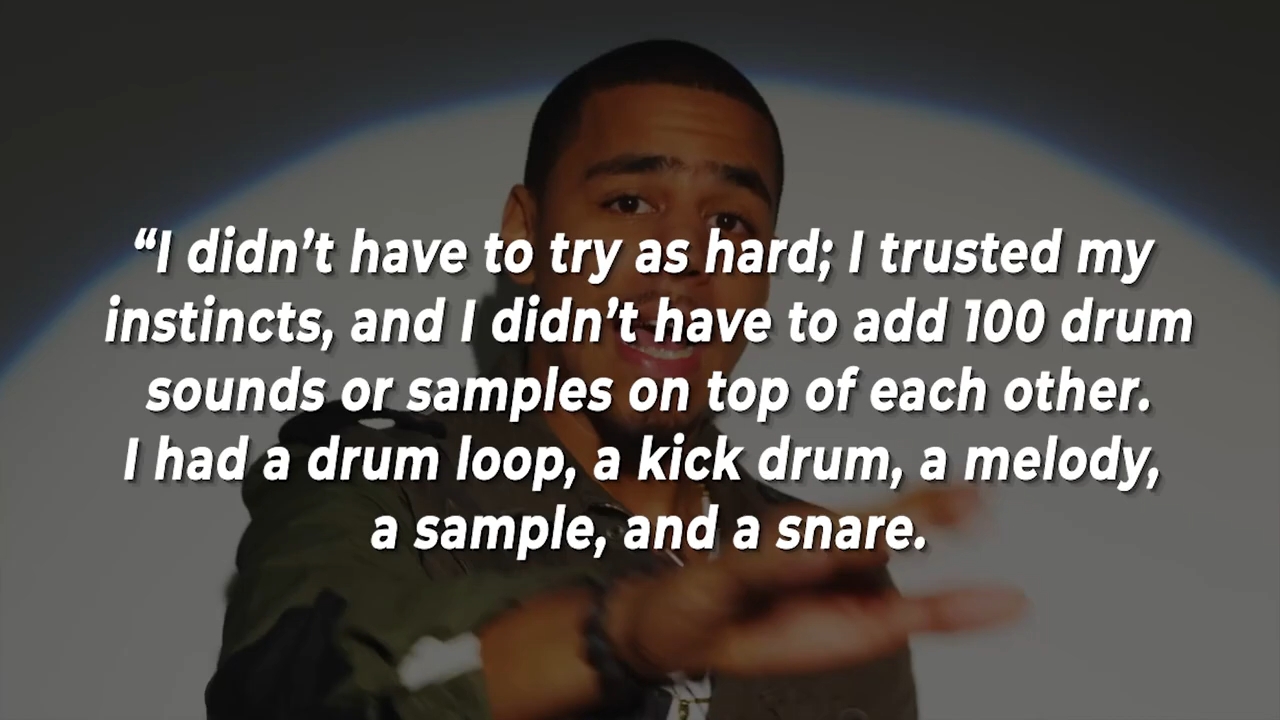 “I didn’t have to try as hard; I trusted my
instincts, and I didn’t have to add 100 drum
sounds or samples on top of each other.
I had a drum loop, a kick drum, a melody,
a sample, and a snare.